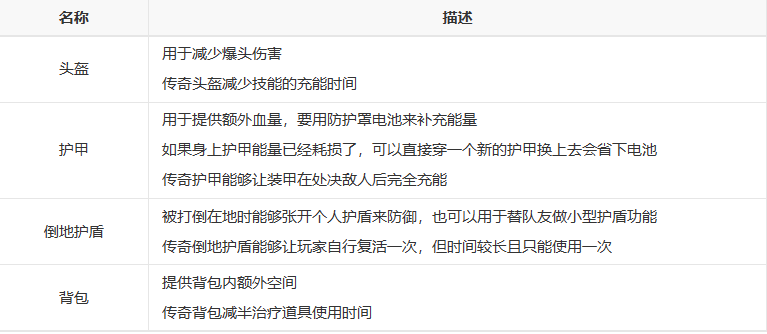 名称 描述
头盔
用于减少爆头伤害
传奇头盔减少技能的充能时间
护甲
用于提供额外血量，要用防护罩电池来补充能量
如果身上护甲能量已经耗损了，可以直接穿一个新的护甲换上去会省下电池
传奇护甲能够让装甲在处决敌人后完全充能
倒地护盾
被打倒在地时能够张开个人护盾来防御，也可以用于替队友做小型护盾功能
传奇倒地护盾能够让玩家自行复活一次，但时间较长且只能使用一次
背包
提供背包内额外空间
传奇背包减半治疗道具使用时间